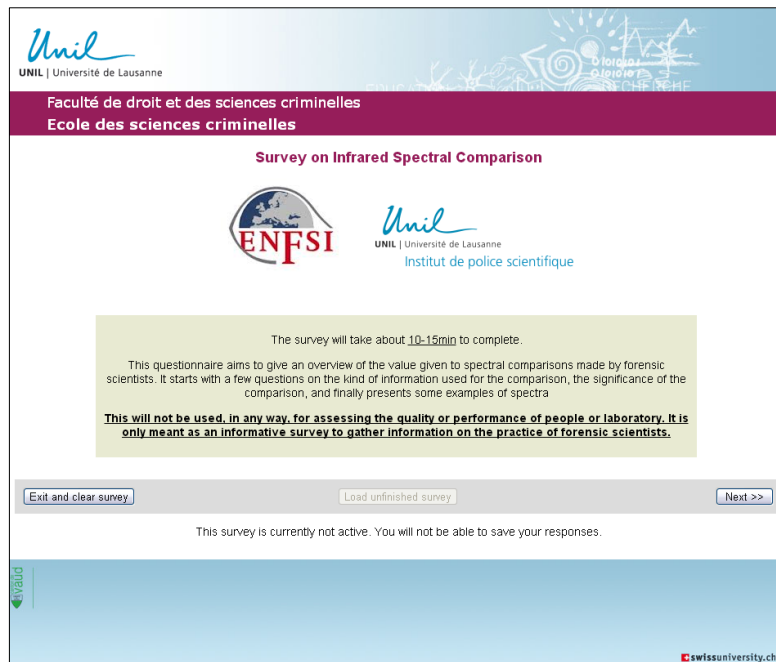 Unil
UNIL | Université de Lausanne
01010101
010101
EDUCATION
RECHERCHE
Faculté de droit et des sciences criminelles
Ecole des sciences criminelles
Survey on Infrared Spectral Comparison
ENFSI
Unil
UNIL | Université de Lausanne
Institut de police scientifique
The survey will take about 10-15min to complete.
This questionnaire aims to give an overview of the value given to spectral comparisons made by forensic
scientists. It starts with a few questions on the kind of information used for the comparison, the significance of the
comparison, and finally presents some examples of spectra
This will not be used, in any way, for assessing the quality or performance of people or laboratory. It is
only meant as an informative survey to gather information on the practice of forensic scientists.
Exit and clear survey
Load unfinished survey
Next >>
This survey is currently not active. You will not be able to save your responses.
vaud
swissuniversity.ch